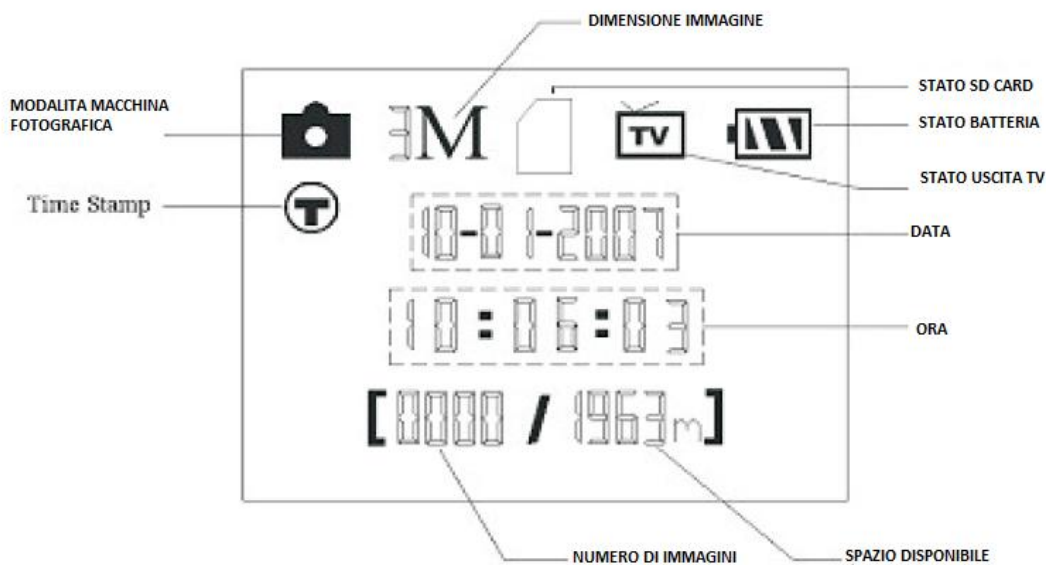 DIMENSIONE IMMAGINE
STATO SD CARD
MODALITA MACCHINA
FOTOGRAFICA
3M
TV
STATO BATTERIA
STATO USCITA TV
Time Stamp
T
10-01-2007
DATA
10:06:03
ORA
[0000/1963m]
NUMERO DI IMMAGINI
SPAZIO DISPONIBILE